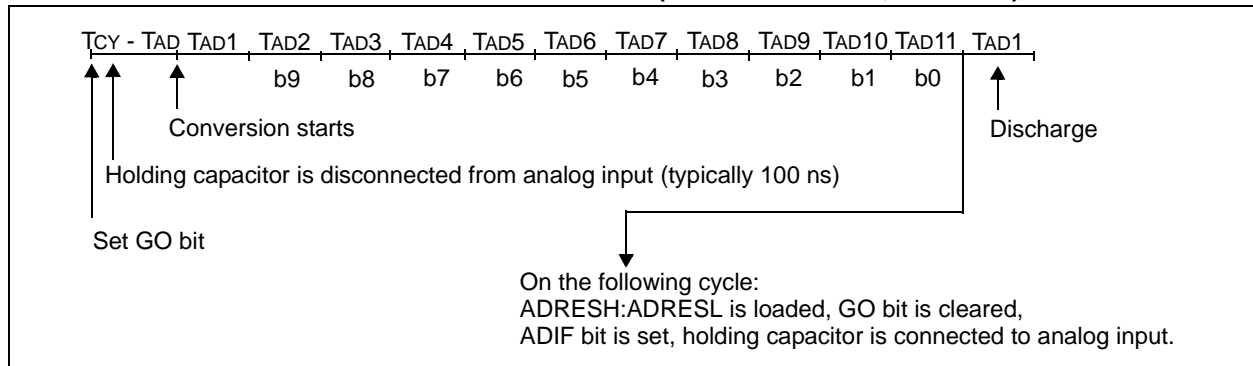 TCY - TAD TAD1 TAD2 TAD3 TAD4 TAD5 TAD6 TAD7 TAD8 TAD9 TAD10 TAD11 TAD1
b9 b8 b7 b6 b5 b4 b3 b2 b1 b0
Conversion starts
Discharge
Holding capacitor is disconnected from analog input (typically 100 ns)
Set GO bit
On the following cycle:
ADRESH:ADRESL is loaded, GO bit is cleared,
ADIF bit is set, holding capacitor is connected to analog input.